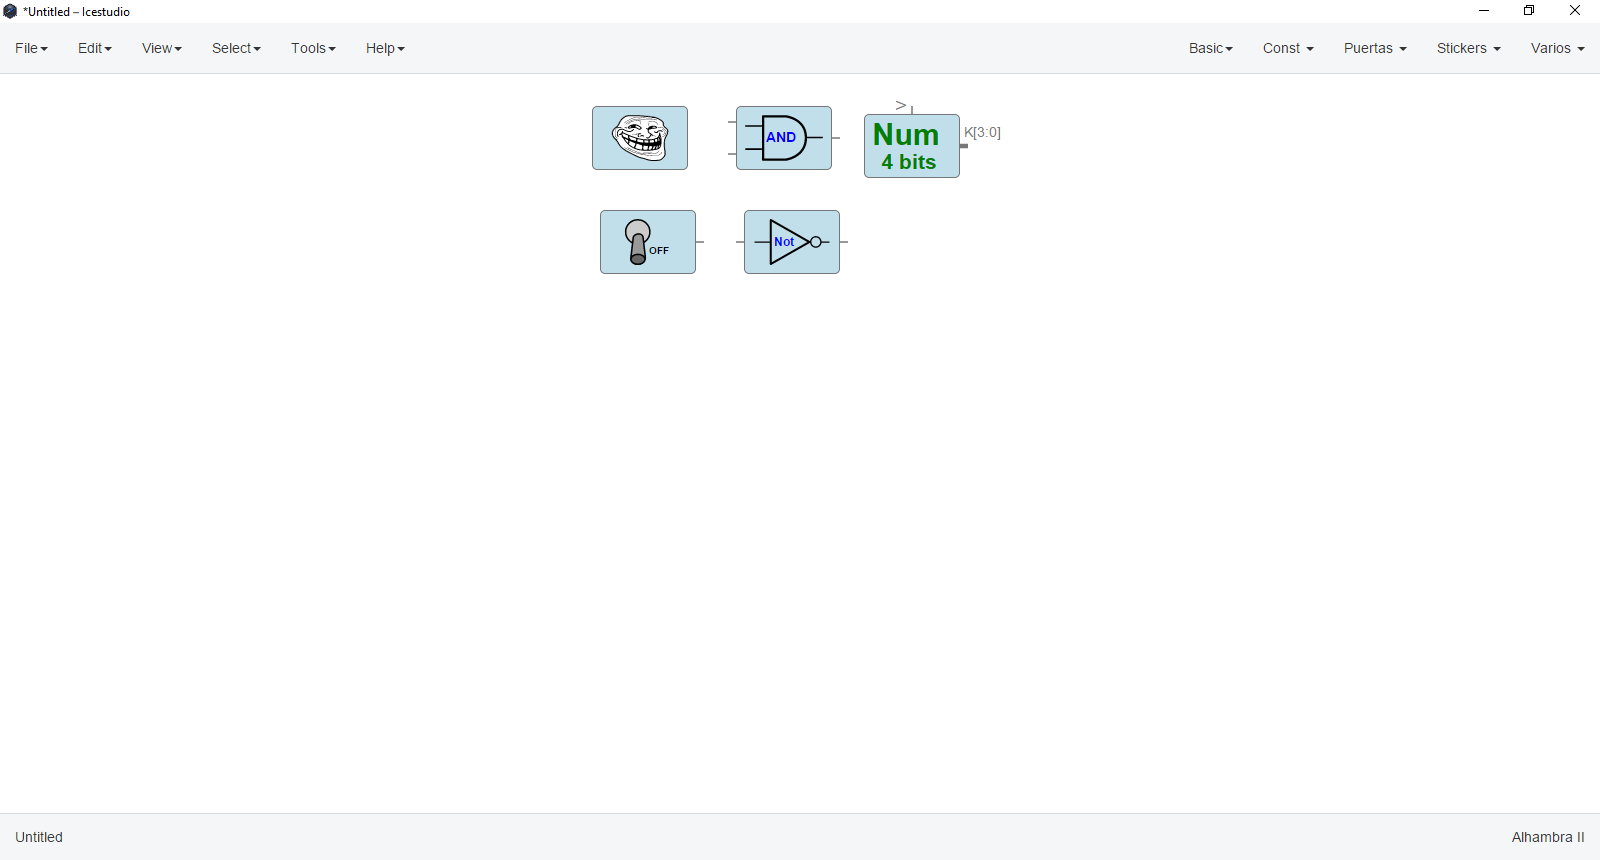 *Untitled – Icestudio
File Edit View Select Tools Help Basic Const Puertas Stickers Varios
AND
>
Num
4 bits
K[3:0]
OFF
Not
Untitled Alhambra II